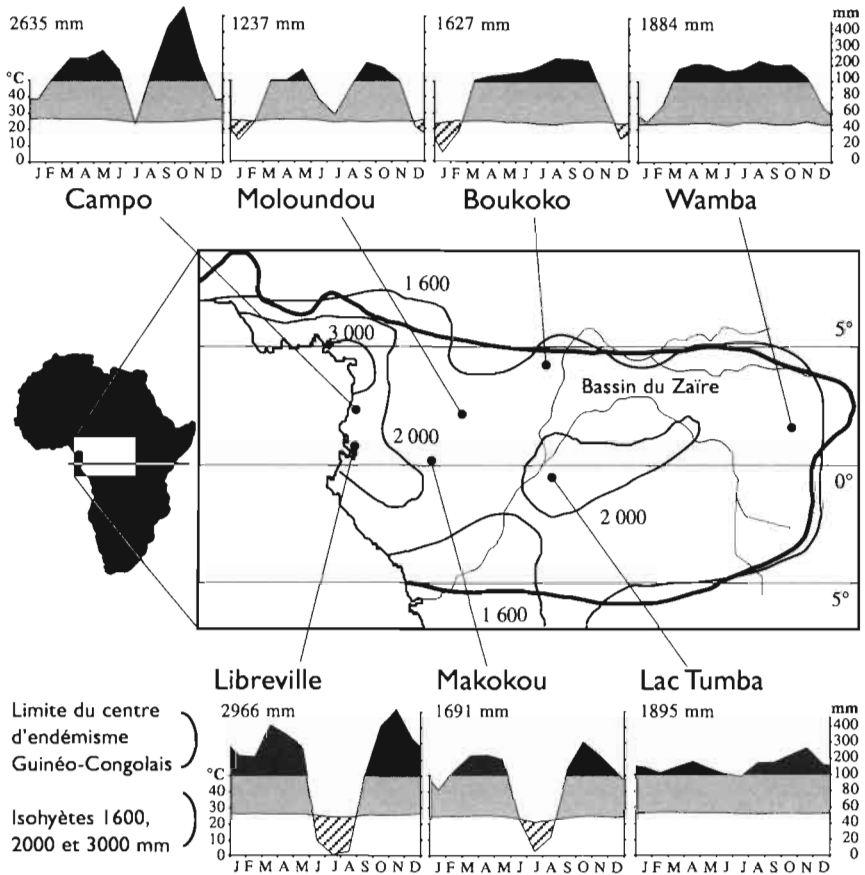 2635 mm
1237 mm
1627 mm
1884 mm
mm
400
300
200
100
80
60
40
20
0
°C
40
30
20
10
0
J F M A M J J A S O N D
J F M A M J J A S O N D
J F M A M J J A S O N D
J F M A M J J A S O N D
Campo
Moloundou
Boukoko
Wamba
1 600
3 000
5°
Bassin du Zaïre
2 000
0°
2 000
1 600
5°
Libreville
Makokou
Lac Tumba
Limite du centre
d'endémisme
Guinéo-Congolais
Isohyètes 1600,
2000 et 3000 mm
2966 mm
1691 mm
1895 mm
mm
400
300
200
100
80
60
40
20
0
°C
40
30
20
10
0
J F M A M J J A S O N D
J F M A M J J A S O N D
J F M A M J J A S O N D